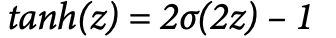 tanh(z) = 2σ(2z) – 1